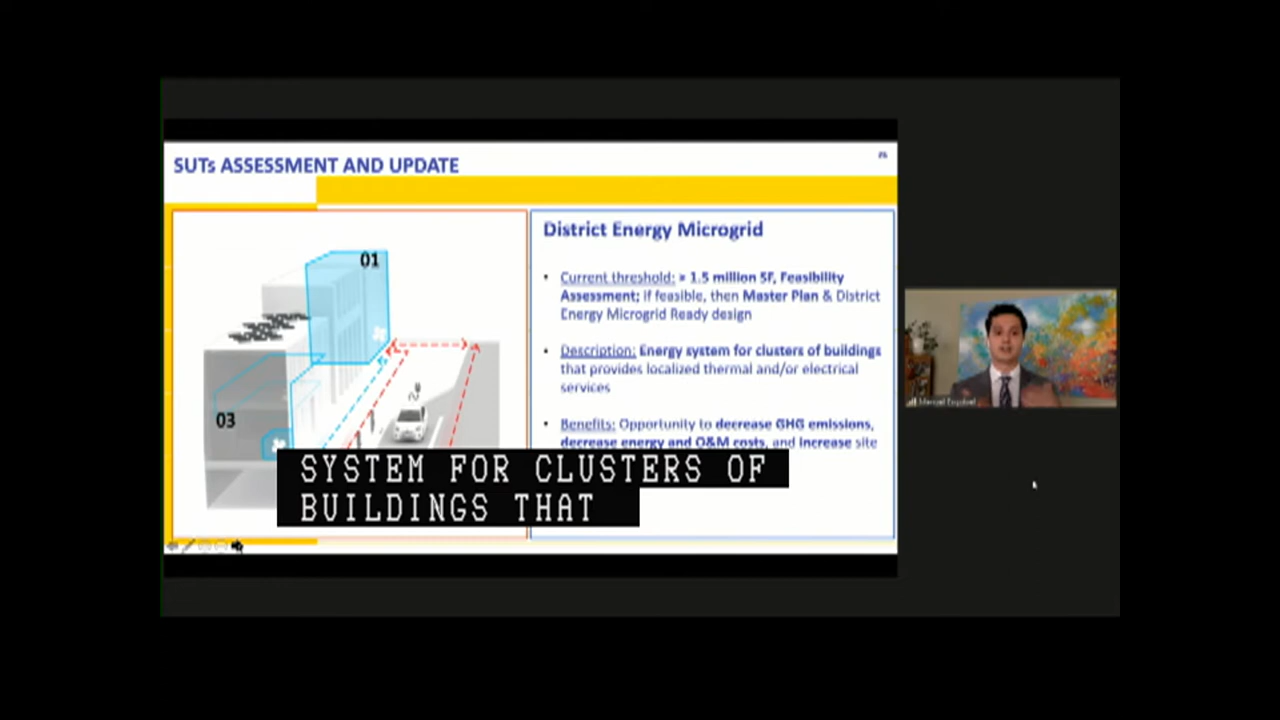 SUTs ASSESSMENT AND UPDATE
01
03
District Energy Microgrid
• Current threshold: > 1.5 million SF, Feasibility
Assessment; if feasible, then Master Plan & District
Energy Microgrid Ready design
• Description: Energy system for clusters of buildings
that provides localized thermal and/or electrical
services
• Benefits: Opportunity to decrease GHG emissions,
decrease energy and O&M costs, and increase site
SYSTEM FOR CLUSTERS OF
BUILDINGS THAT